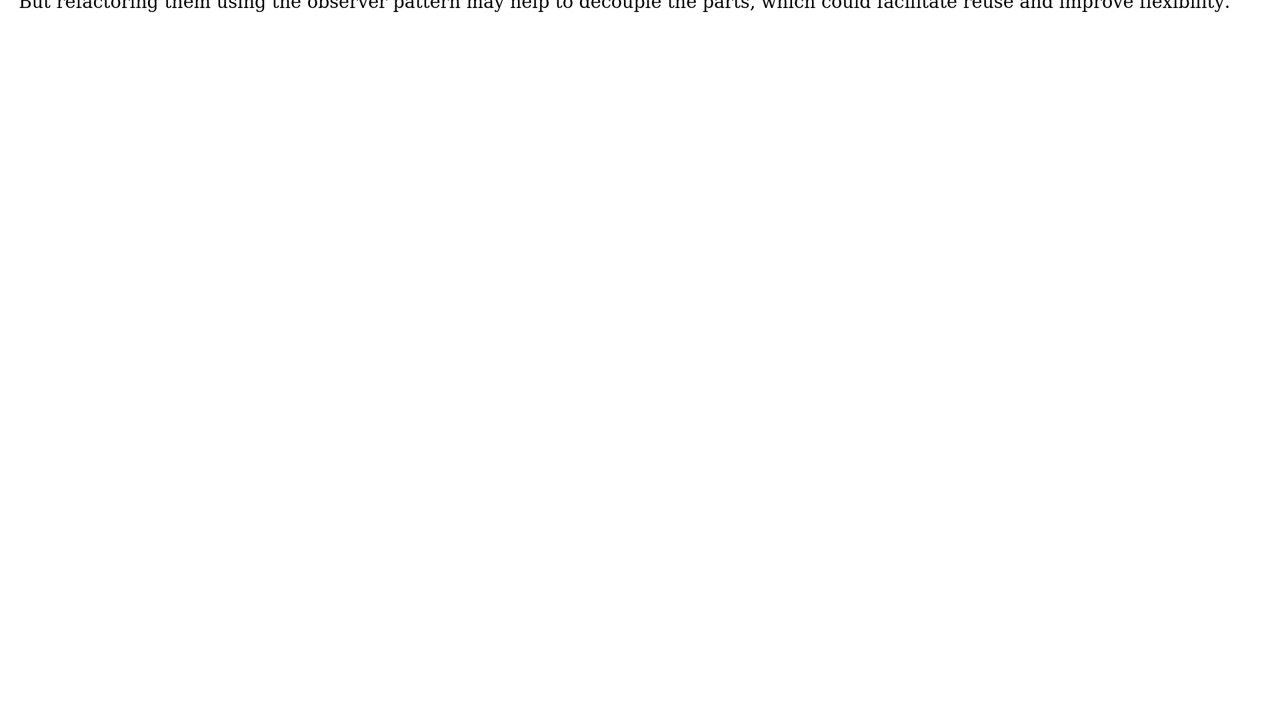 But refactoring them using the observer pattern may help to decouple the parts, which could facilitate reuse and improve flexibility.